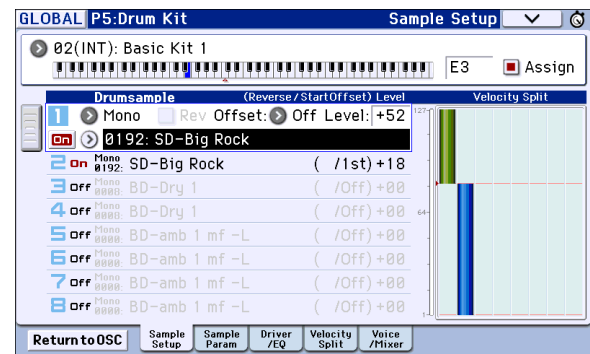 GLOBAL P5:Drum Kit Sample Setup
02(INT): Basic Kit 1
E3 Assign
Drumsample (Reverse/StartOffset) Level Velocity Split
1 Mono Rev Offset: Off Level: +52
On 0192: SD-Big Rock
2 On Mono 0192: SD-Big Rock ( /1st) +18
3 Off Mono 0008: BD-Dry 1 ( /Off) +00
4 Off Mono 0008: BD-Dry 1 ( /Off) +00
5 Off Mono 0000: BD-amb 1 mf -L ( /Off) +00
6 Off Mono 0000: BD-amb 1 mf -L ( /Off) +00
7 Off Mono 0000: BD-amb 1 mf -L ( /Off) +00
8 Off Mono 0000: BD-amb 1 mf -L ( /Off) +00
127
64
1
Return to OSC
Sample Setup
Sample Param
Driver /EQ
Velocity Split
Voice /Mixer